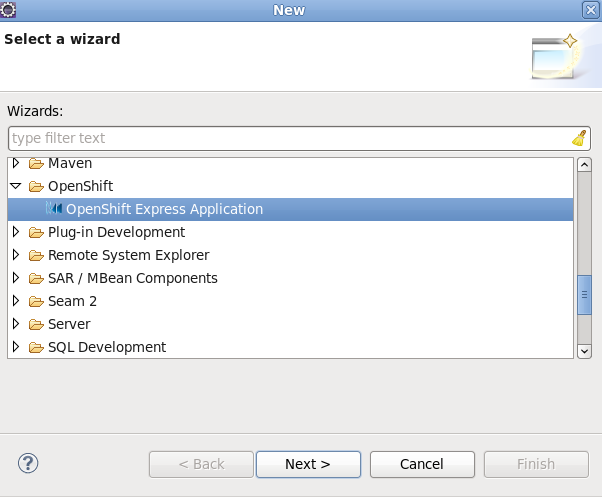 New
Select a wizard
Wizards:
type filter text
Maven
OpenShift
OpenShift Express Application
Plug-in Development
Remote System Explorer
SAR / MBean Components
Seam 2
Server
SQL Development
?
< Back
Next >
Cancel
Finish